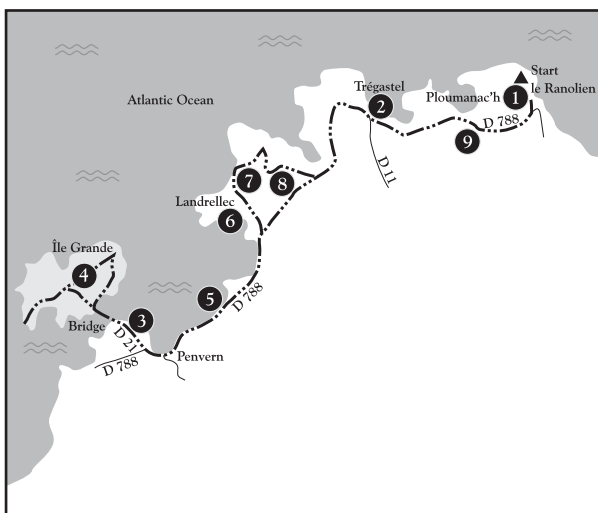 Start
le Ranolien
Trégastel
Ploumanac'h
1
2
Atlantic Ocean
D 788
9
D 11
7
8
Landrellec
6
Île Grande
4
5
D 788
3
Bridge
D 21
Penvern
D 788